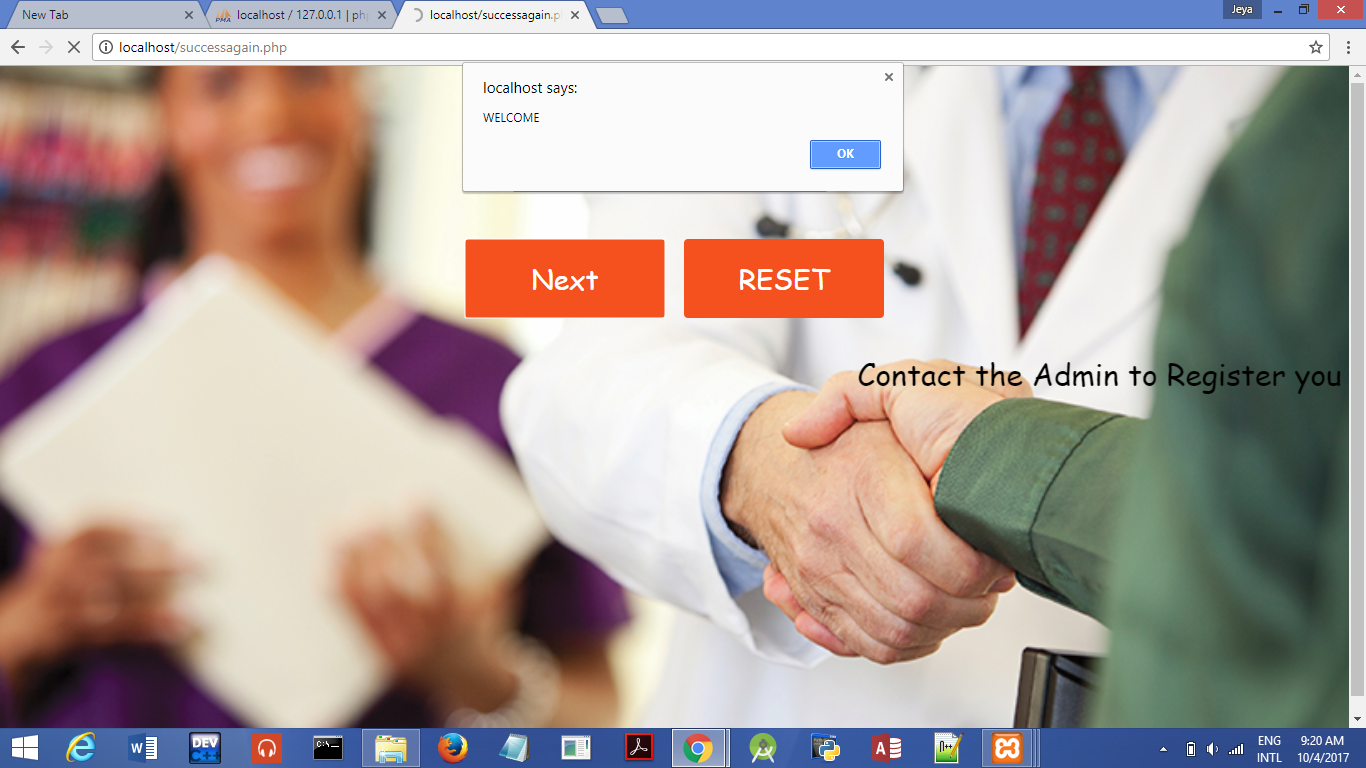 New Tab
localhost / 127.0.0.1 | ph
localhost/successagain.p
Jeya
localhost/successagain.php
localhost says:
WELCOME
OK
Next
RESET
Contact the Admin to Register you
ENG
INTL
9:20 AM
10/4/2017